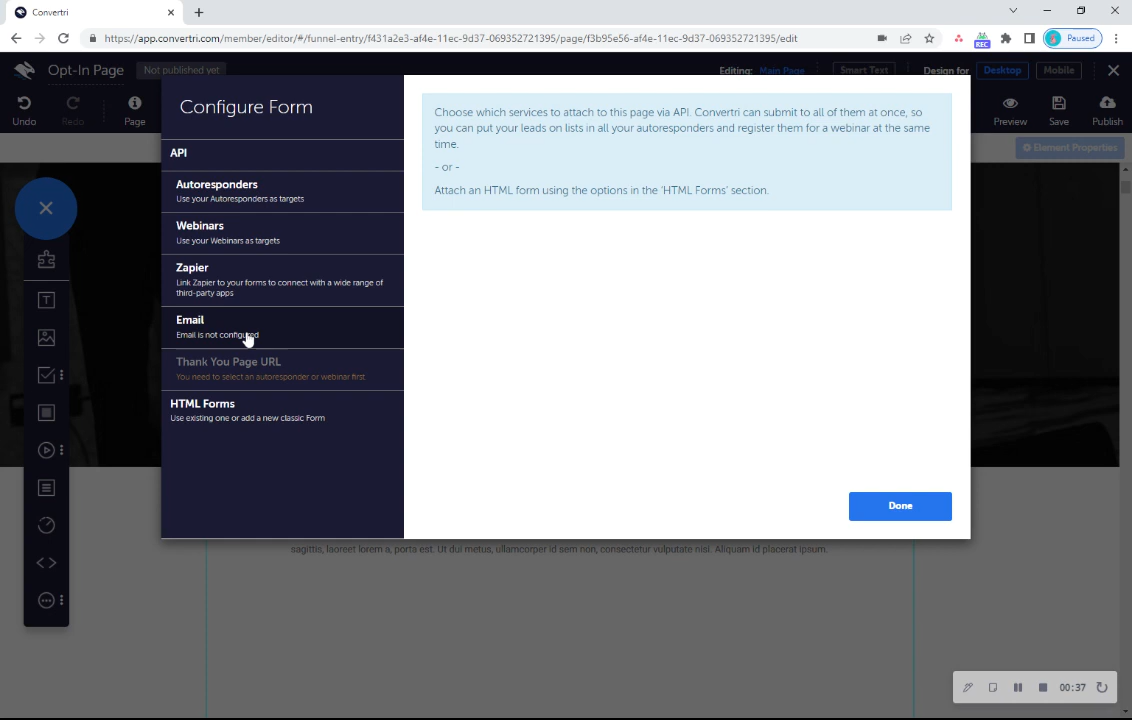 Convertri
https://app.convertri.com/member/editor/#/funnel-entry/f431a2e3-af4e-11ec-9d37-069352721395/page/f3b95e56-af4e-11ec-9d37-069352721395/edit
REC
Paused
Opt-In Page
Not published yet
Editing: Main Page
Smart Text
Design for
Desktop
Mobile
Undo
Redo
Page
Preview
Save
Publish
Element Properties
Configure Form
API
Autoresponders
Use your Autoresponders as targets
Webinars
Use your Webinars as targets
Zapier
Link Zapier to your forms to connect with a wide range of
third-party apps
Email
Email is not configured
Thank You Page URL
You need to select an autoresponder or webinar first
HTML Forms
Use existing one or add a new classic Form
Choose which services to attach to this page via API. Convertri can submit to all of them at once, so
you can put your leads on lists in all your autoresponders and register them for a webinar at the same
time.
- or -
Attach an HTML form using the options in the 'HTML Forms' section.
Done
sagittis, laoreet lorem a, porta est. Ut dui metus, ullamcorper id sem non, consectetur vulputate nisl. Aliquam id placerat ipsum.
00:37